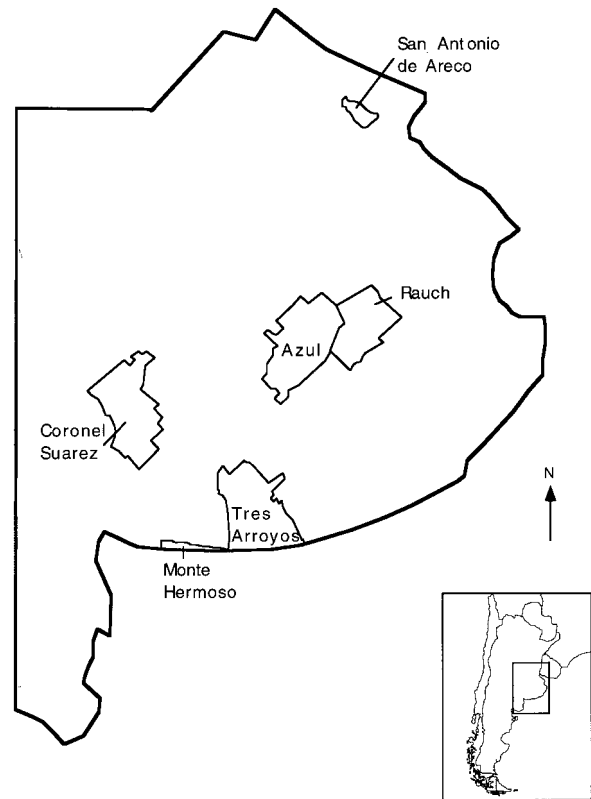 San Antonio
de Areco
Rauch
Azul
Coronel
Suarez
Tres
Arroyos
Monte
Hermoso
N